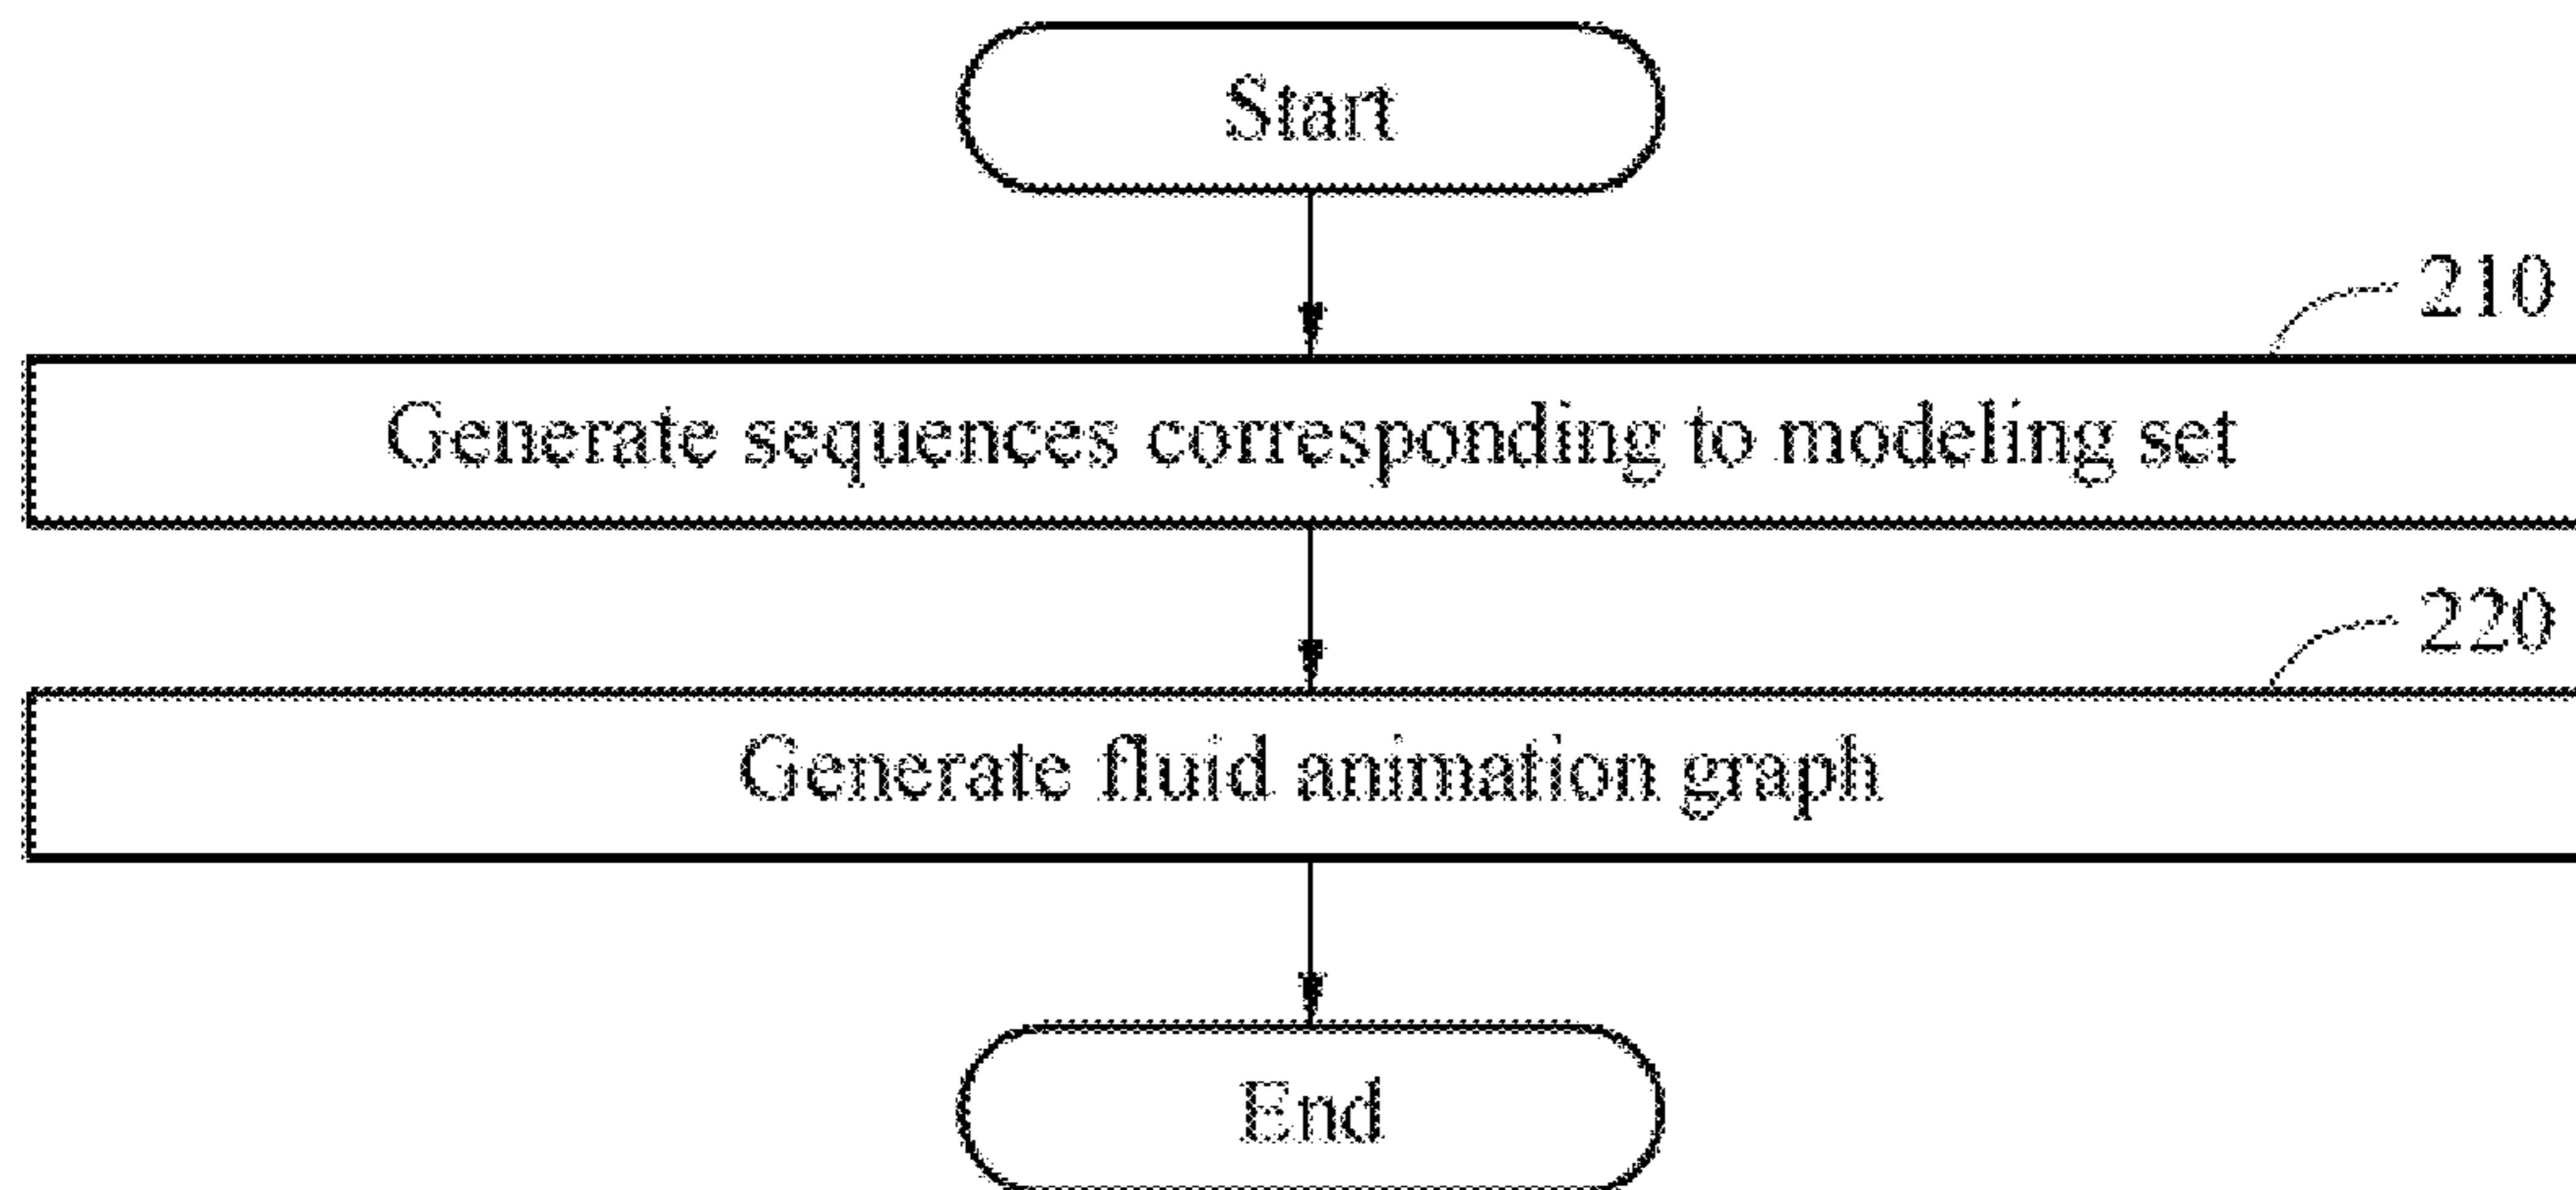 Start
210
Generate sequences corresponding to modeling set
220
Generate fluid animation graph
End